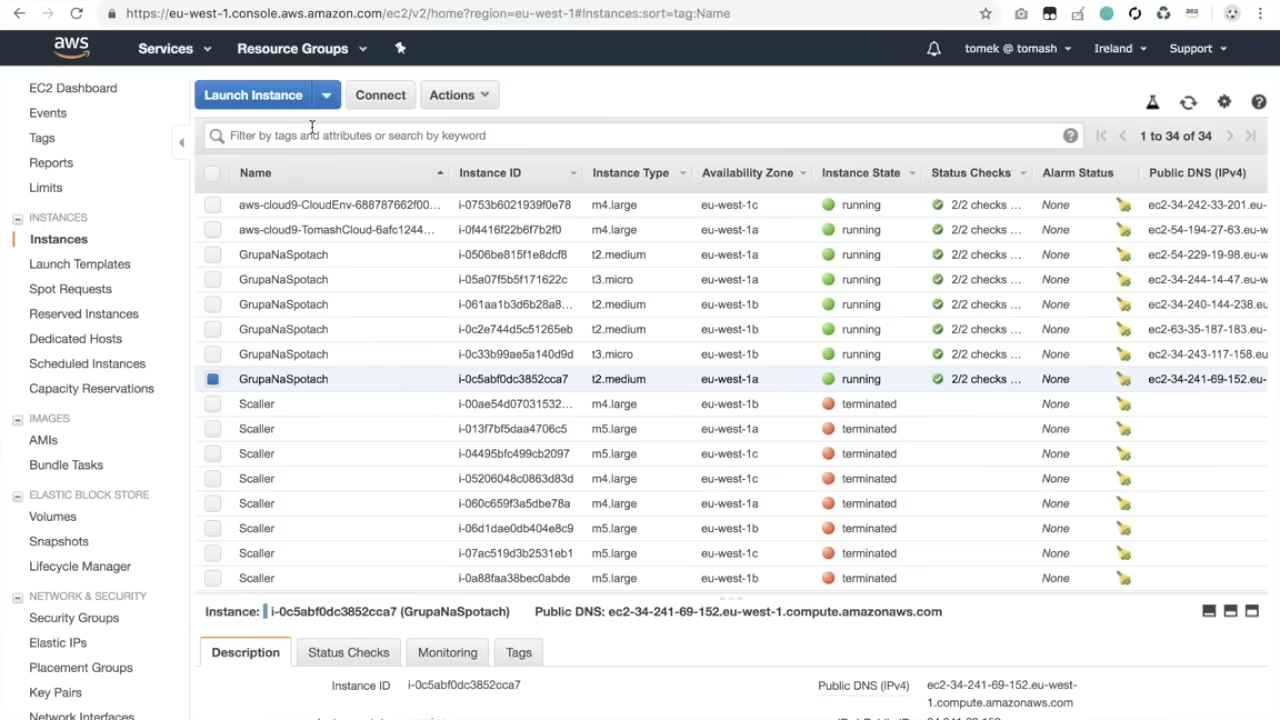 https://eu-west-1.console.aws.amazon.com/ec2/v2/home?region=eu-west-1#Instances:sort=tag:Name
aws Services Resource Groups tomek @ tomash Ireland Support
EC2 Dashboard
Events
Tags
Reports
Limits
INSTANCES
Instances
Launch Templates
Spot Requests
Reserved Instances
Dedicated Hosts
Scheduled Instances
Capacity Reservations
IMAGES
AMIs
Bundle Tasks
ELASTIC BLOCK STORE
Volumes
Snapshots
Lifecycle Manager
NETWORK & SECURITY
Security Groups
Elastic IPs
Placement Groups
Key Pairs
Network Interfaces
Launch Instance Connect Actions
Filter by tags and attributes or search by keyword 1 to 34 of 34
Name Instance ID Instance Type Availability Zone Instance State Status Checks Alarm Status Public DNS (IPv4)
aws-cloud9-CloudEnv-688787662f00... i-0753b6021939f0e78 m4.large eu-west-1c running 2/2 checks ... None ec2-34-242-33-201.eu-
aws-cloud9-TomashCloud-6afc1244... i-0f4416f22b6f7b2f0 m4.large eu-west-1a running 2/2 checks ... None ec2-54-194-27-63.eu-w
GrupaNaSpotach i-0506be815f1e8dcf8 t2.medium eu-west-1a running 2/2 checks ... None ec2-54-229-19-98.eu-w
GrupaNaSpotach i-05a07f5b5f171622c t3.micro eu-west-1a running 2/2 checks ... None ec2-34-244-14-47.eu-w
GrupaNaSpotach i-061aa1b3d6b28a8... t2.medium eu-west-1b running 2/2 checks ... None ec2-34-240-144-238.eu
GrupaNaSpotach i-0c2e744d5c51265eb t2.medium eu-west-1b running 2/2 checks ... None ec2-63-35-187-183.eu-
GrupaNaSpotach i-0c33b99ae5a140d9d t3.micro eu-west-1b running 2/2 checks ... None ec2-34-243-117-158.eu
GrupaNaSpotach i-0c5abf0dc3852cca7 t2.medium eu-west-1a running 2/2 checks ... None ec2-34-241-69-152.eu-
Scaller i-00ae54d07031532... m4.large eu-west-1b terminated None
Scaller i-013f7bf5daa4706c5 m5.large eu-west-1a terminated None
Scaller i-04495bfc499cb2097 m5.large eu-west-1c terminated None
Scaller i-05206048c0863d83d m4.large eu-west-1c terminated None
Scaller i-060c659f3a5dbe78a m4.large eu-west-1a terminated None
Scaller i-06d1dae0db404e8c9 m5.large eu-west-1b terminated None
Scaller i-07ac519d3b2531eb1 m5.large eu-west-1c terminated None
Scaller i-0a88faa38bec0abde m5.large eu-west-1b terminated None
Instance: i-0c5abf0dc3852cca7 (GrupaNaSpotach) Public DNS: ec2-34-241-69-152.eu-west-1.compute.amazonaws.com
Description Status Checks Monitoring Tags
Instance ID i-0c5abf0dc3852cca7 Public DNS (IPv4) ec2-34-241-69-152.eu-west-
1.compute.amazonaws.com